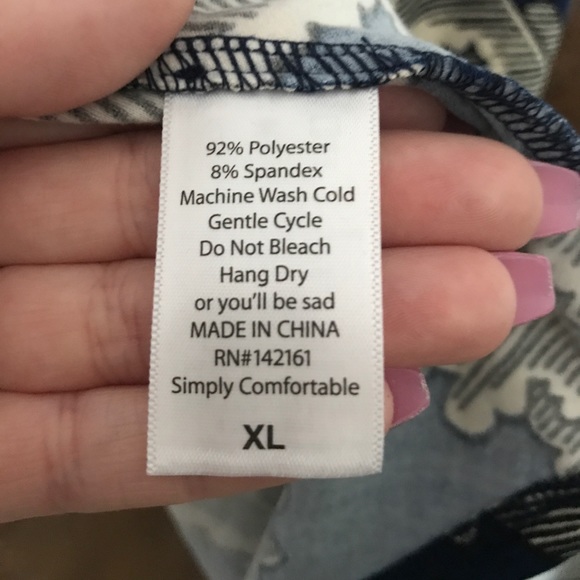 92% Polyester
8% Spandex
Machine Wash Cold
Gentle Cycle
Do Not Bleach
Hang Dry
or you'll be sad
MADE IN CHINA
RN#142161
Simply Comfortable
XL